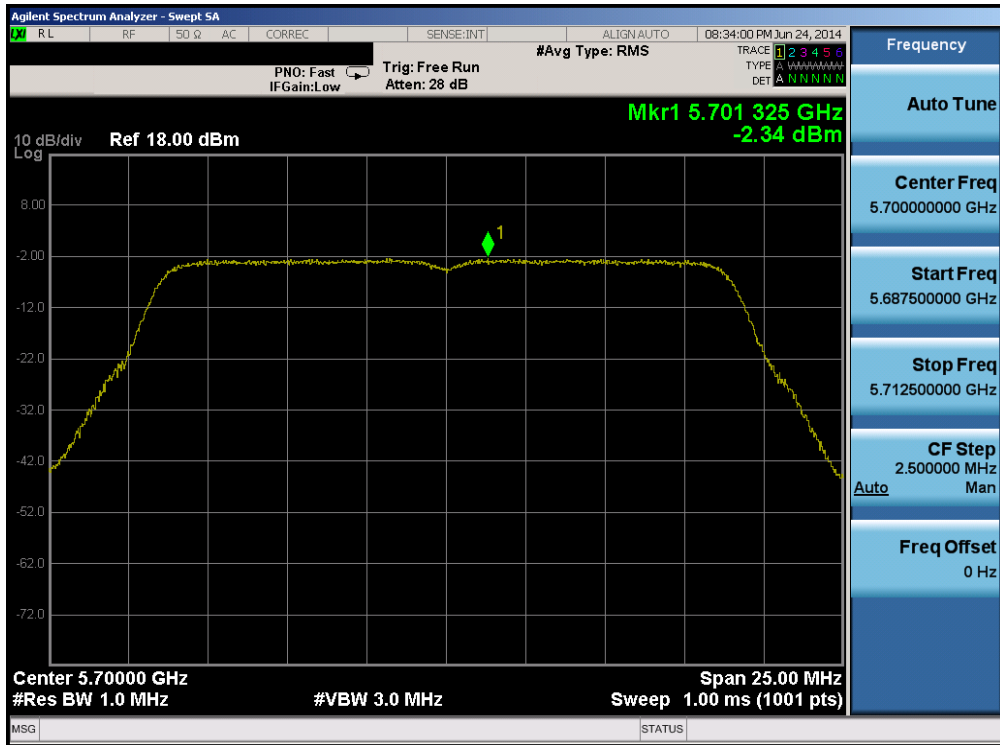 Agilent Spectrum Analyzer - Swept SA
LXI RL RF 50 Ω AC CORREC SENSE:INT ALIGN AUTO 08:34:00 PM Jun 24, 2014
Frequency
#Avg Type: RMS
TRACE 1 2 3 4 5 6
PNO: Fast Trig: Free Run
TYPE A WWWWW
IFGain:Low Atten: 28 dB
DET A N N N N N
Auto Tune
Mkr1 5.701 325 GHz
-2.34 dBm
10 dB/div Ref 18.00 dBm
Log
1
8.00
-2.00
-12.0
-22.0
-32.0
-42.0
-52.0
-62.0
-72.0
Center Freq
5.700000000 GHz
Start Freq
5.687500000 GHz
Stop Freq
5.712500000 GHz
CF Step
2.500000 MHz
Auto Man
Freq Offset
0 Hz
Center 5.70000 GHz Span 25.00 MHz
#Res BW 1.0 MHz #VBW 3.0 MHz Sweep 1.00 ms (1001 pts)
MSG STATUS